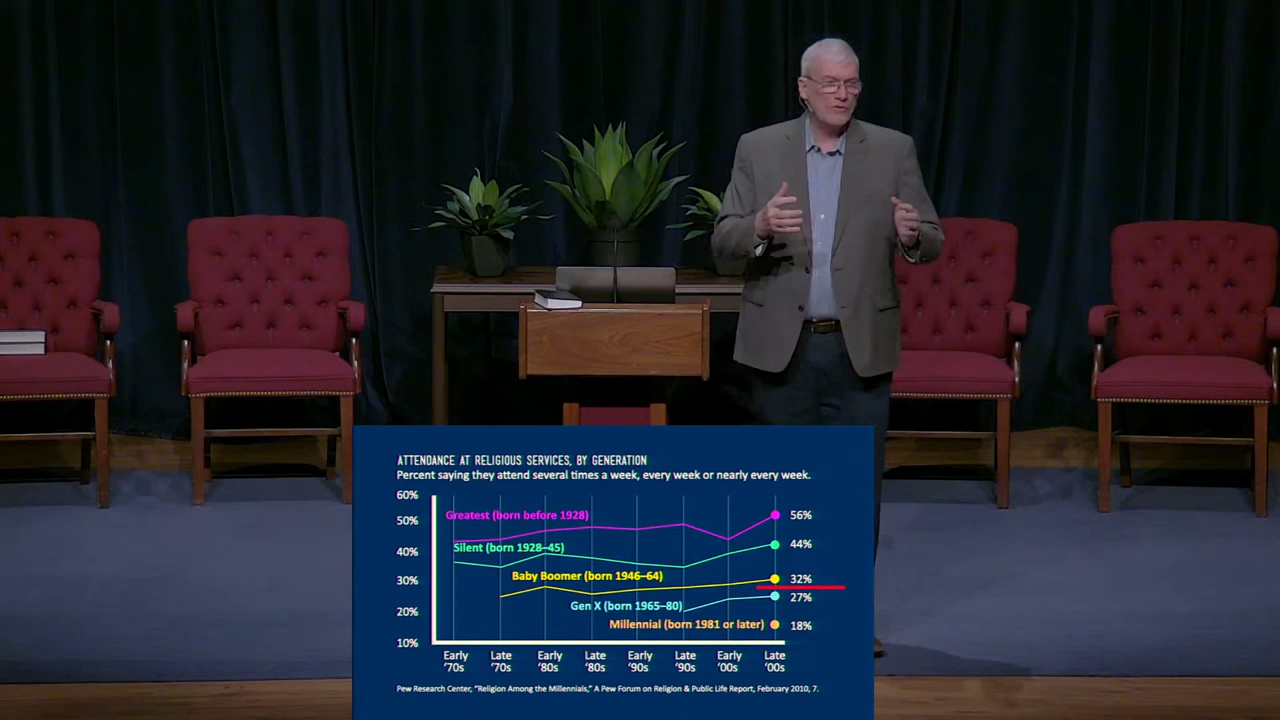 ATTENDANCE AT RELIGIOUS SERVICES, BY GENERATION
Percent saying they attend several times a week, every week or nearly every week.
60%
50%
40%
30%
20%
10%
Greatest (born before 1928)
56%
Silent (born 1928–45)
44%
Baby Boomer (born 1946–64)
32%
Gen X (born 1965–80)
27%
Millennial (born 1981 or later)
18%
Early '70s
Late '70s
Early '80s
Late '80s
Early '90s
Late '90s
Early '00s
Late '00s
Pew Research Center, "Religion Among the Millennials," A Pew Forum on Religion & Public Life Report, February 2010, 7.